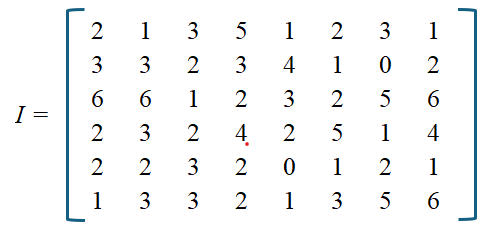 2 1 3 5 1 2 3 1
3 3 2 3 4 1 0 2
6 6 1 2 3 2 5 6
I = 2 3 2 4 2 5 1 4
2 2 3 2 0 1 2 1
1 3 3 2 1 3 5 6